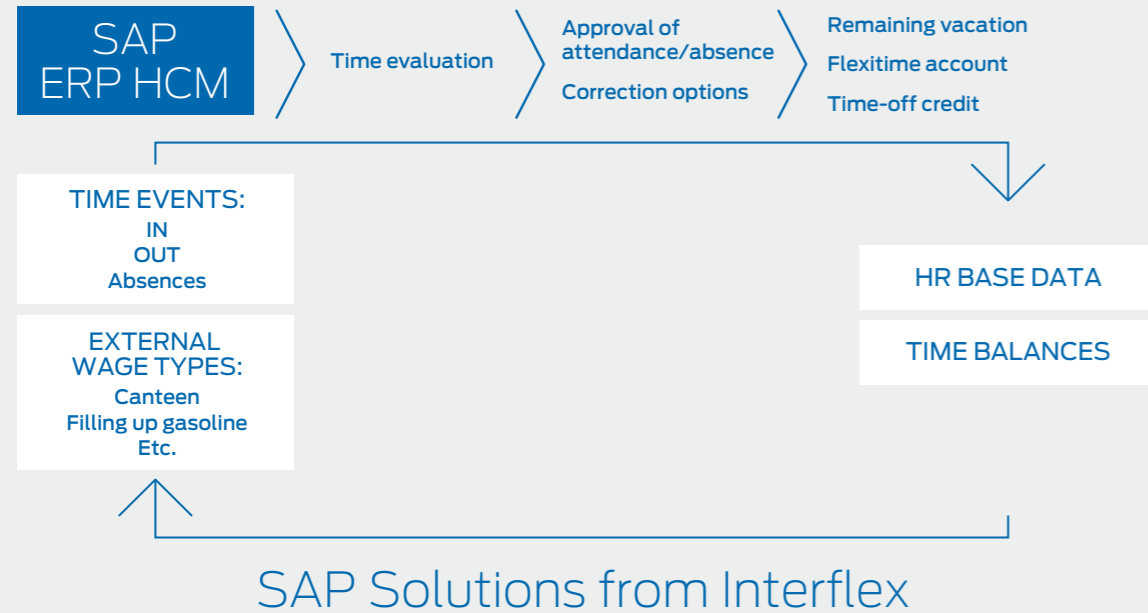 SAP
ERP HCM
Time evaluation
Approval of
attendance/absence
Correction options
Remaining vacation
Flexitime account
Time-off credit
TIME EVENTS:
IN
OUT
Absences
EXTERNAL
WAGE TYPES:
Canteen
Filling up gasoline
Etc.
HR BASE DATA
TIME BALANCES
SAP Solutions from Interflex